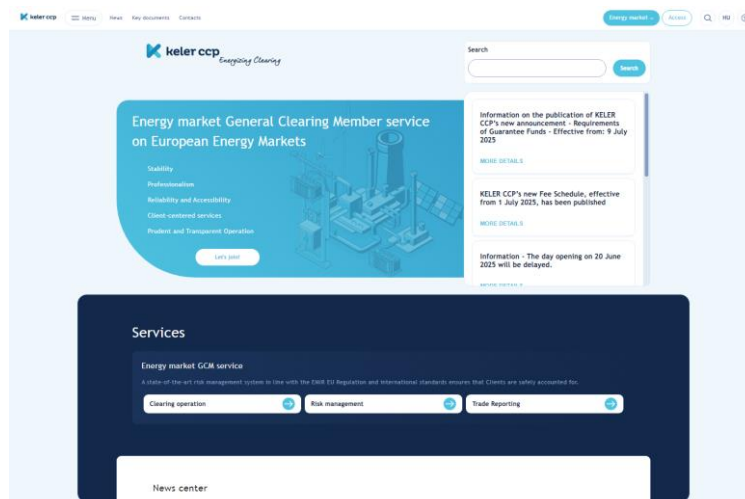 keler ccp
Menu
News
Key documents
Contacts
Energy market
Access
HU
keler ccp
Energizing Clearing
Search
Search
Energy market General Clearing Member service
on European Energy Markets
Stability
Professionalism
Reliability and Accessibility
Client-centered services
Prudent and Transparent Operation
Let's join!
Information on the publication of KELER
CCP's new announcement - Requirements
of Guarantee Funds - Effective from: 9 July
2025
MORE DETAILS
KELER CCP's new Fee Schedule, effective
from 1 July 2025, has been published
MORE DETAILS
Information - The day opening on 20 June
2025 will be delayed.
MORE DETAILS
Services
Energy market GCM service
A state-of-the-art risk management system in line with the EMIR EU Regulation and international standards ensures that Clients are safely accounted for.
Clearing operation
Risk management
Trade Reporting
News center